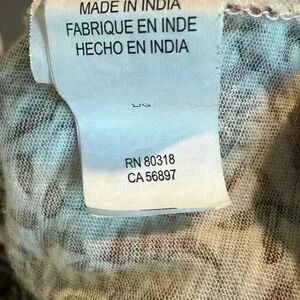 MADE IN INDIA
FABRIQUE EN INDE
HECHO EN INDIA
RN 80318
CA 56897